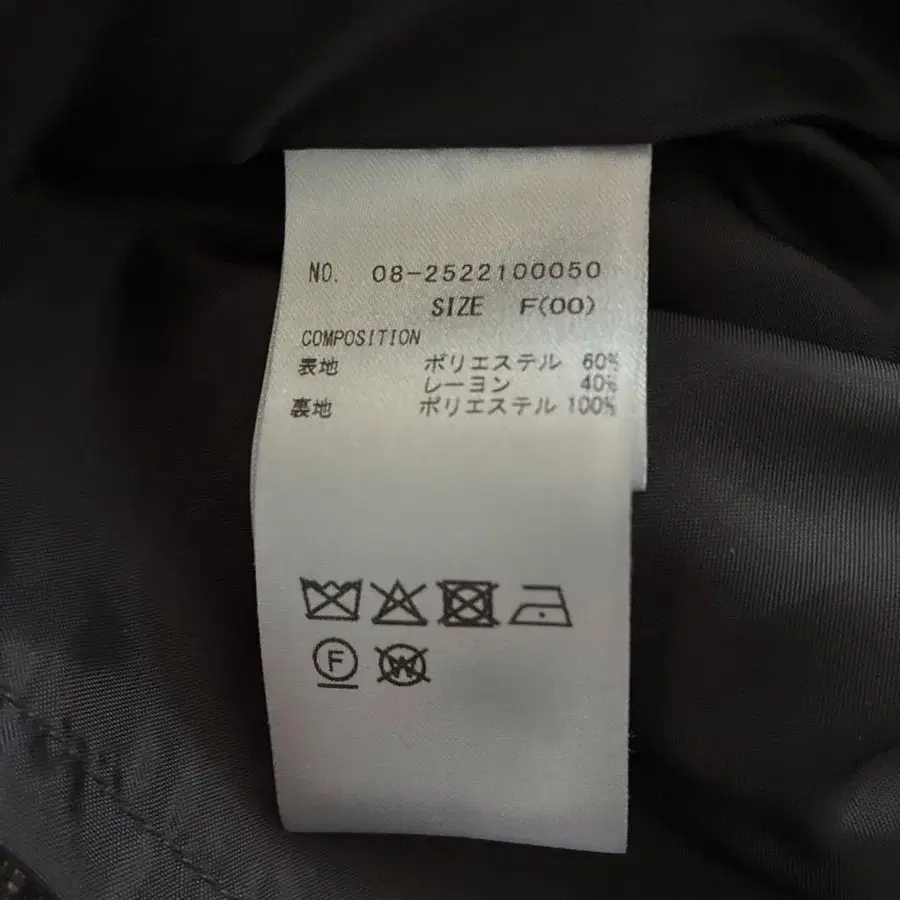 NO. 08-2522100050
SIZE F(00)
COMPOSITION
表地 ポリエステル 60%
レーヨン 40%
裏地 ポリエステル 100%
F
W